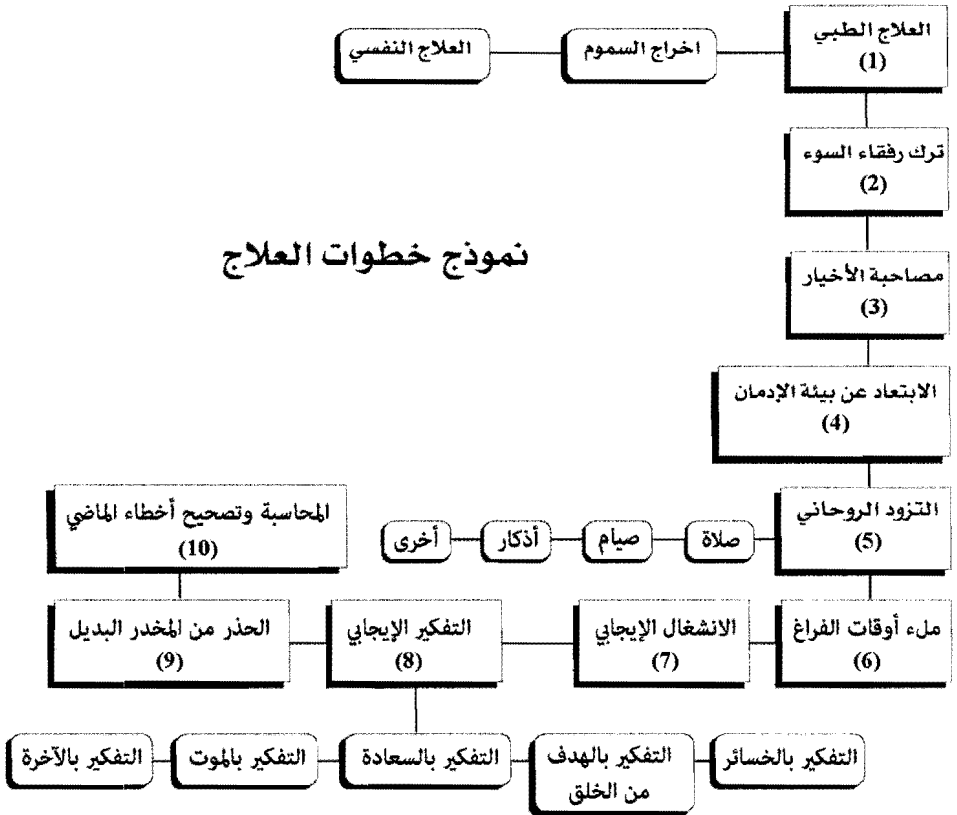 العلاج الطبي
(1)
اخراج السموم
العلاج النفسي
ترك رفقاء السوء
(2)
نموذج خطوات العلاج
مصاحبة الأخيار
(3)
الابتعاد عن بيئة الإدمان
(4)
التزود الروحاني
(5)
صلاة
صيام
أذكار
أخرى
المحاسبة وتصحيح أخطاء الماضي
(10)
ملء أوقات الفراغ
(6)
الانشغال الإيجابي
(7)
التفكير الإيجابي
(8)
الحذر من المخدر البديل
(9)
التفكير بالخسائر
التفكير بالهدف
من الخلق
التفكير بالسعادة
التفكير بالموت
التفكير بالآخرة